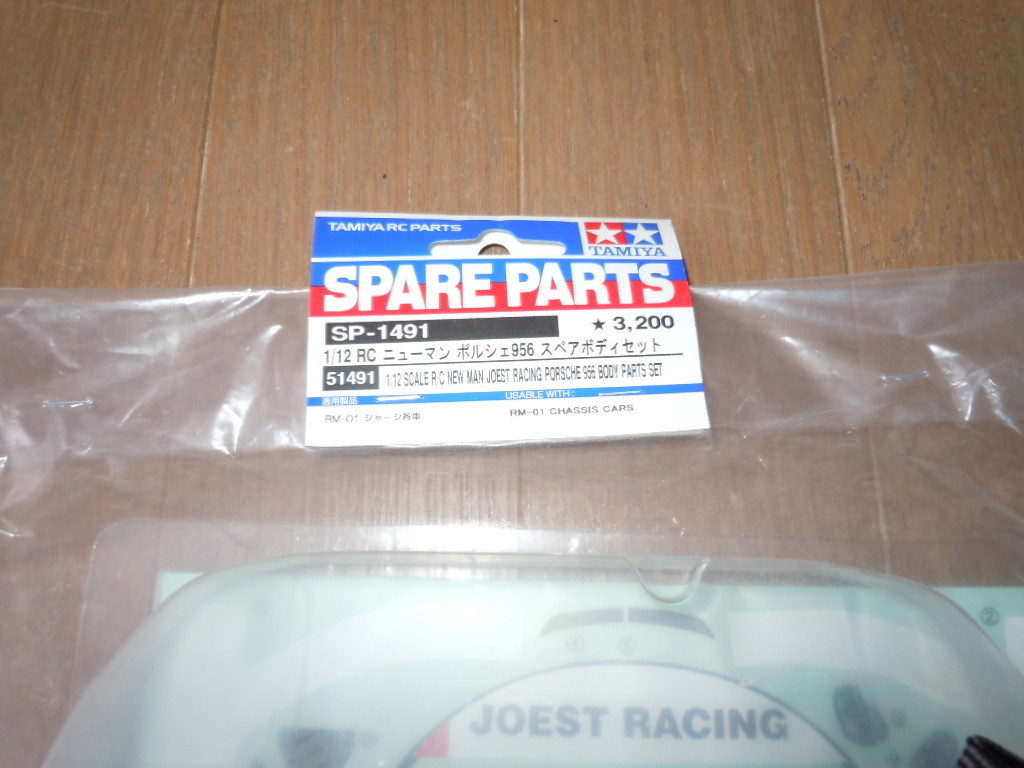 TAMIYA RC PARTS
TAMIYA
SPARE PARTS
SP-1491
★ 3,200
1/12 RC ニューマン ポルシェ956 スペアボディセット
51491
1:12 SCALE R/C NEW MAN JOEST RACING PORSCHE 956 BODY PARTS SET
適用製品
USABLE WITH :
RM-01 シャーシ各車
RM-01 CHASSIS CARS
②
④
⑤
JOEST RACING